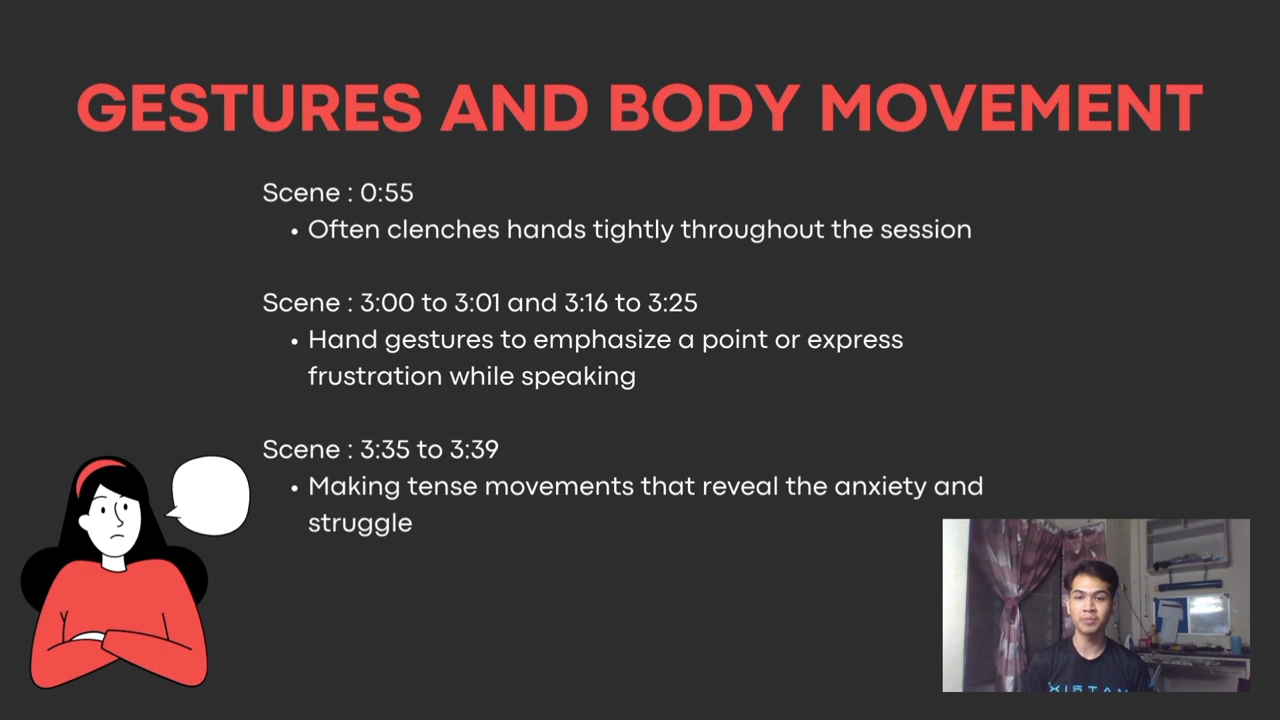 GESTURES AND BODY MOVEMENT
Scene : 0:55
• Often clenches hands tightly throughout the session
Scene : 3:00 to 3:01 and 3:16 to 3:25
• Hand gestures to emphasize a point or express
frustration while speaking
Scene : 3:35 to 3:39
• Making tense movements that reveal the anxiety and
struggle